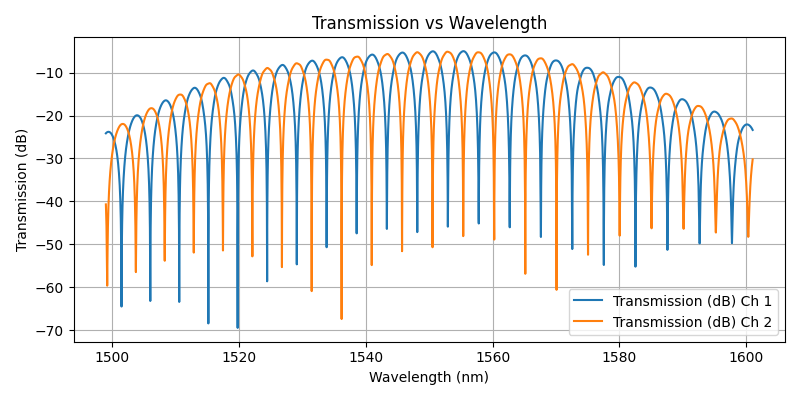 Transmission vs Wavelength
Transmission (dB)
−10
−20
−30
−40
−50
−60
−70
1500
1520
1540
1560
1580
1600
Wavelength (nm)
Transmission (dB) Ch 1
Transmission (dB) Ch 2